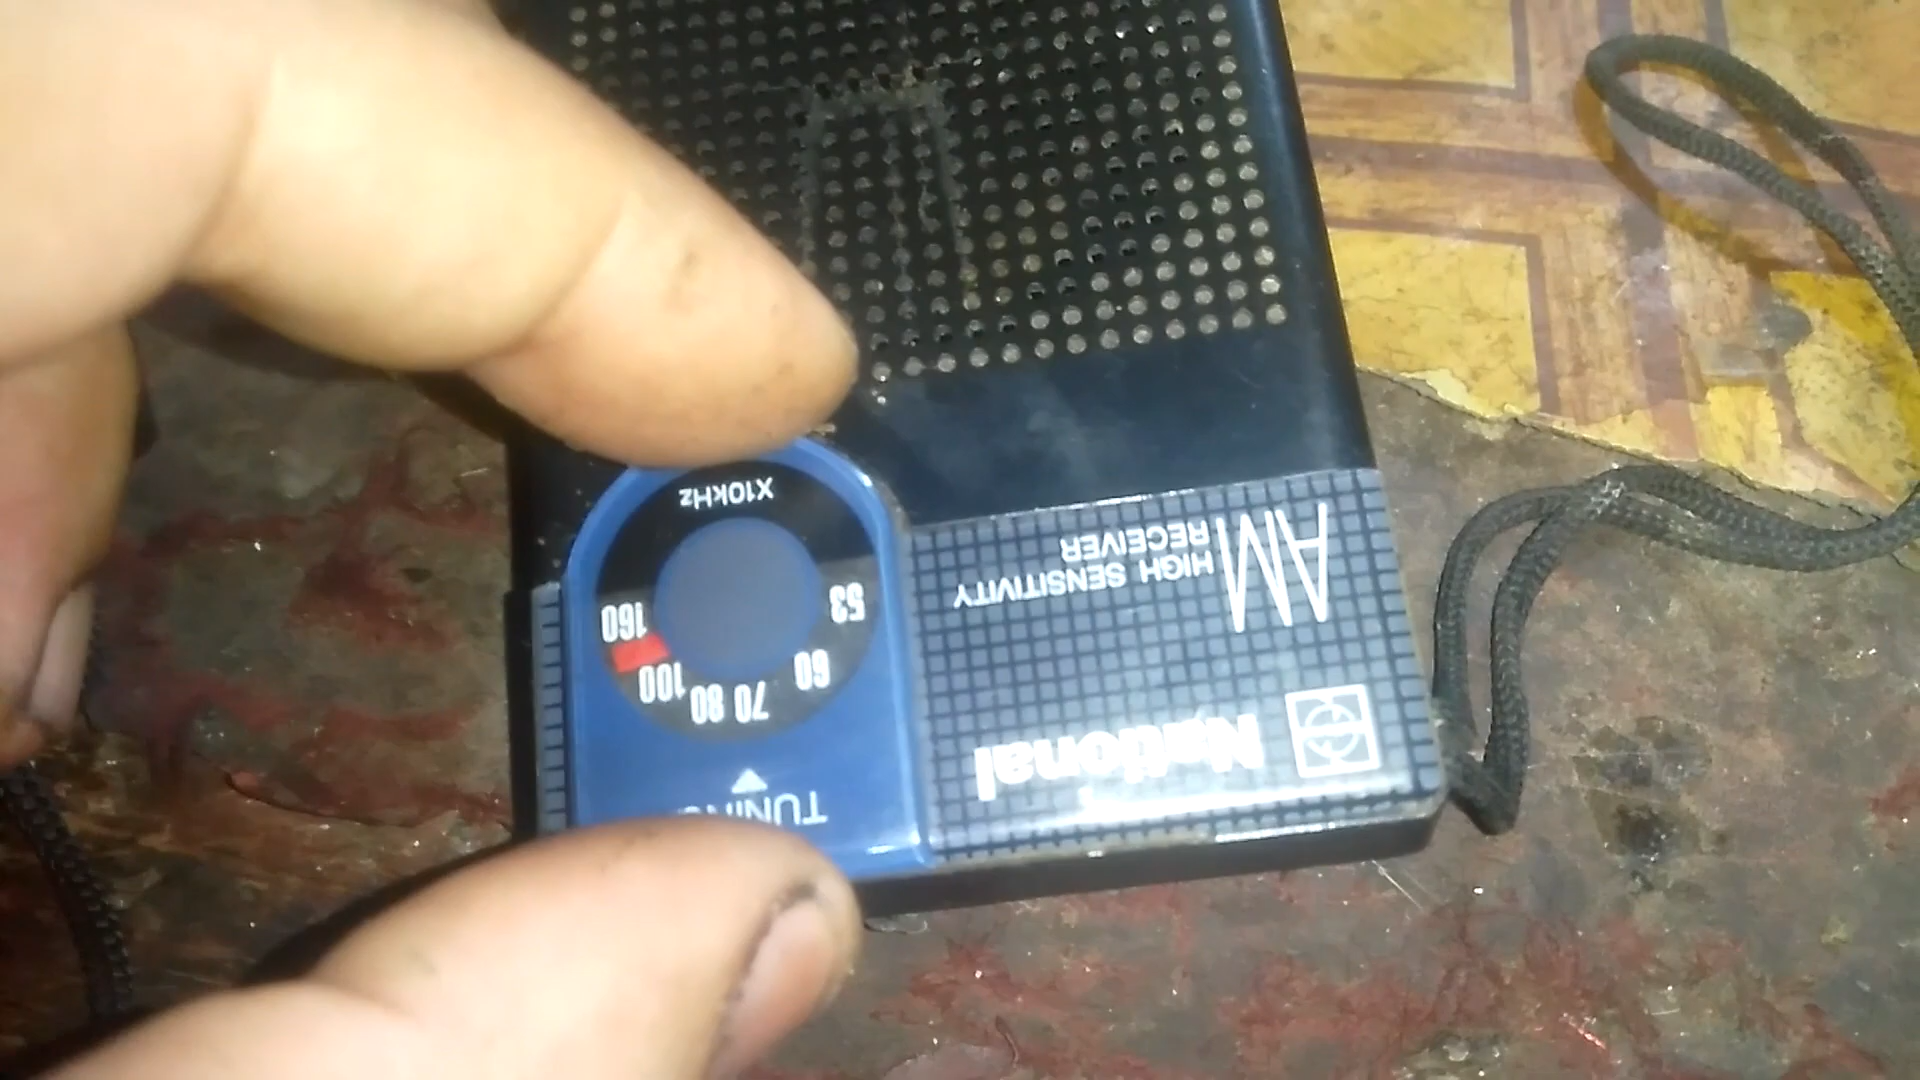 National
AM
HIGH SENSITIVITY
RECEIVER
TUNING
53 60 70 80 100 160
X10kHz